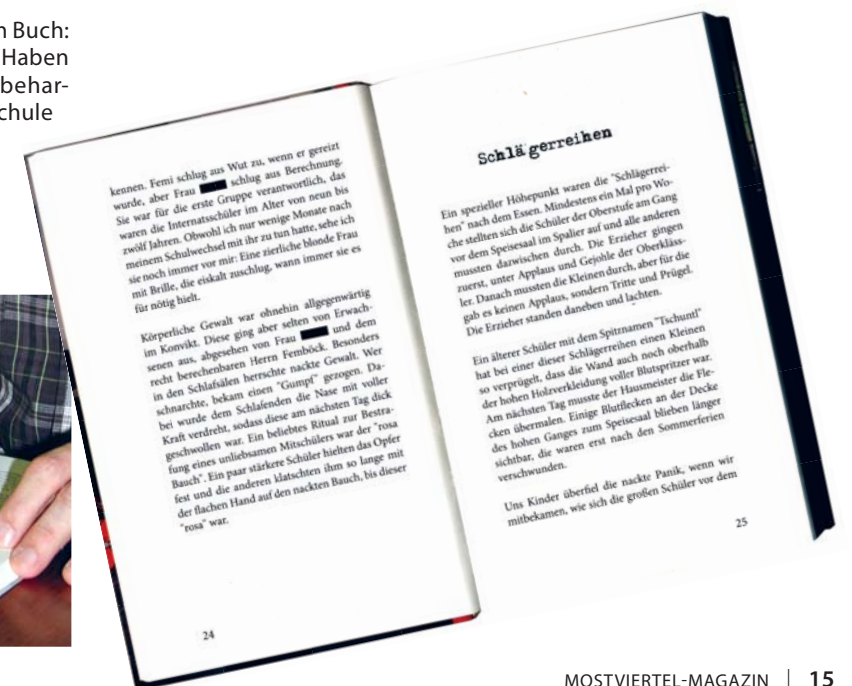 n Buch:
Haben
behar-
chule
kennen. Femi schlug aus Wut zu, wenn er gereizt
wurde, aber Frau schlug aus Berechnung.
Sie war für die erste Gruppe verantwortlich, das
waren die Internatsschüler im Alter von neun bis
zwölf Jahren. Obwohl ich nur wenige Monate nach
meinem Schulwechsel mit ihr zu tun hatte, sehe ich
sie noch immer vor mir: Eine zierliche blonde Frau
mit Brille, die eiskalt zuschlug, wann immer sie es
für nötig hielt.
Körperliche Gewalt war ohnehin allgegenwärtig
im Konvikt. Diese ging aber selten von Erwach-
senen aus, abgesehen von Frau und dem
recht berechenbaren Herrn Femböck. Besonders
in den Schlafsälen herrschte nackte Gewalt. Wer
schnarchte, bekam einen "Gumpf" gezogen. Da-
bei wurde dem Schlafenden die Nase mit voller
Kraft verdreht, sodass diese am nächsten Tag dick
geschwollen war. Ein beliebtes Ritual zur Bestra-
fung eines unliebsamen Mitschülers war der "rosa
Bauch". Ein paar stärkere Schüler hielten das Opfer
fest und die anderen klatschten ihm so lange mit
der flachen Hand auf den nackten Bauch, bis dieser
"rosa" war.
24
Schlägerreihen
Ein spezieller Höhepunkt waren die "Schlägerrei-
hen" nach dem Essen. Mindestens ein Mal pro Wo-
che stellten sich die Schüler der Oberstufe am Gang
vor dem Speisesaal im Spalier auf und alle anderen
mussten dazwischen durch. Die Erzieher gingen
zuerst, unter Applaus und Gejohle der Oberkläss-
ler. Danach mussten die Kleinen durch, aber für die
gab es keinen Applaus, sondern Tritte und Prügel.
Die Erzieher standen daneben und lachten.
Ein älterer Schüler mit dem Spitznamen "Tschuntl"
hat bei einer dieser Schlägerreihen einen Kleinen
so verprügelt, dass die Wand auch noch oberhalb
der hohen Holzverkleidung voller Blutspritzer war.
Am nächsten Tag musste der Hausmeister die Fle-
cken übermalen. Einige Blutflecken an der Decke
des hohen Ganges zum Speisesaal blieben länger
sichtbar, die waren erst nach den Sommerferien
verschwunden.
Uns Kinder überfiel die nackte Panik, wenn wir
mitbekamen, wie sich die großen Schüler vor dem
25
MOSTVIERTEL-MAGAZIN | 15